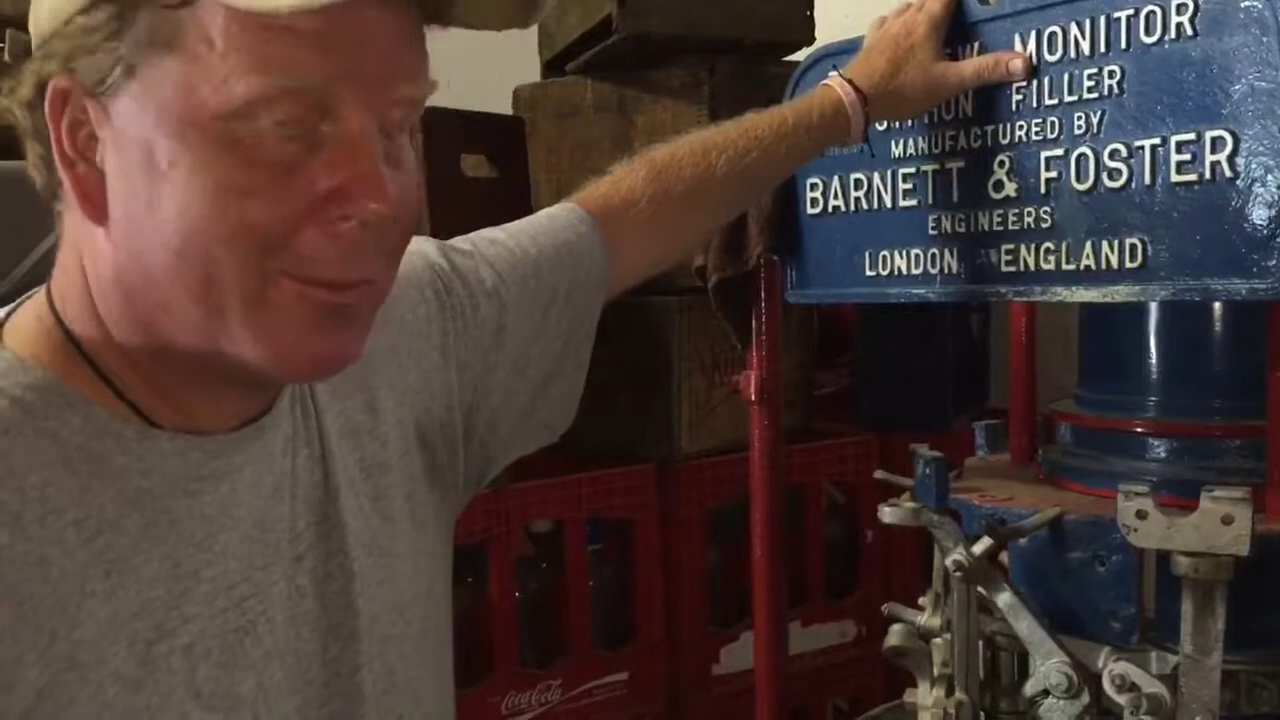 MONITOR
FILLER
MANUFACTURED BY
BARNETT & FOSTER
ENGINEERS
LONDON, ENGLAND
Coca-Cola